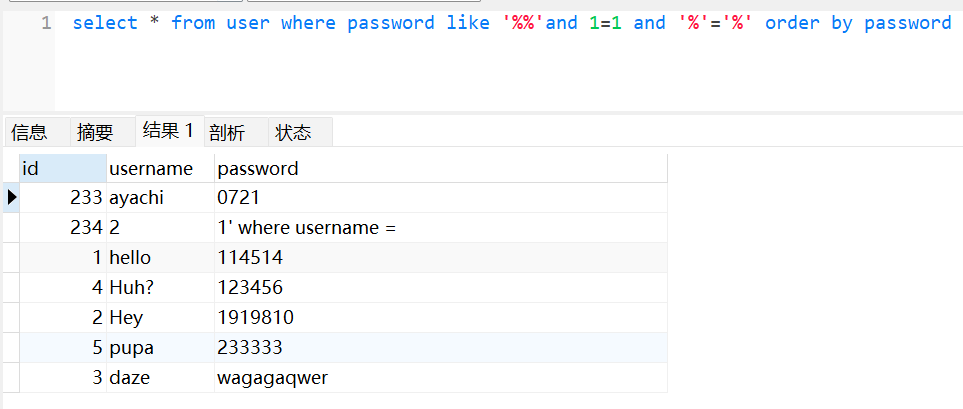 1 select * from user where password like '%%'and 1=1 and '%'='%' order by password
信息 摘要 结果 1 剖析 状态
id username password
233 ayachi 0721
234 2 1' where username =
1 hello 114514
4 Huh? 123456
2 Hey 1919810
5 pupa 233333
3 daze wagagaqwer